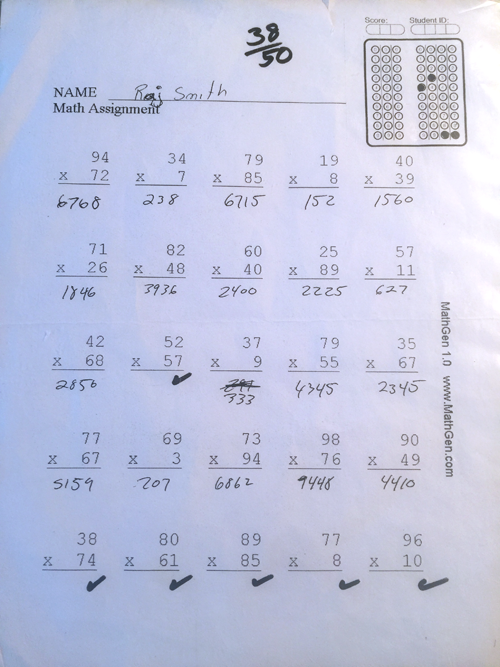 Score: Student ID:
38
50
NAME Raj Smith
Math Assignment
94 34 79 19 40
x 72 x 7 x 85 x 8 x 39
6768 238 6715 152 1560
71 82 60 25 57
x 26 x 48 x 40 x 89 x 11
1846 3936 2400 2225 627
42 52 37 79 35
x 68 x 57 x 9 x 55 x 67
2856 333 4345 2345
77 69 73 98 90
x 67 x 3 x 94 x 76 x 49
5159 207 6862 9448 4410
38 80 89 77 96
x 74 x 61 x 85 x 8 x 10
MathGen 1.0 www.MathGen.com